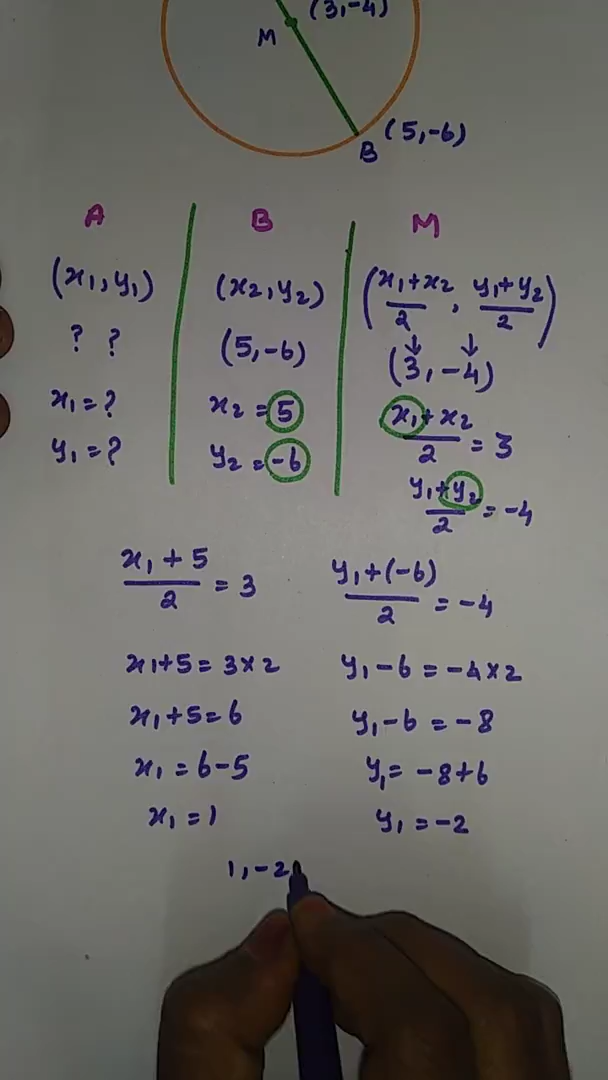 (3,-4)
M
B (5,-6)
A B M
(x₁,y₁) (x₂,y₂) (x₁+x₂/2, y₁+y₂/2)
? ? (5,-6) ↓ ↓
(3,-4)
x₁=? x₂=5 x₁+x₂/2=3
y₁=? y₂=-6 y₁+y₂/2=-4
x₁+5/2=3 y₁+(-6)/2=-4
x₁+5=3×2 y₁-6=-4×2
x₁+5=6 y₁-6=-8
x₁=6-5 y₁=-8+6
x₁=1 y₁=-2
1,-2